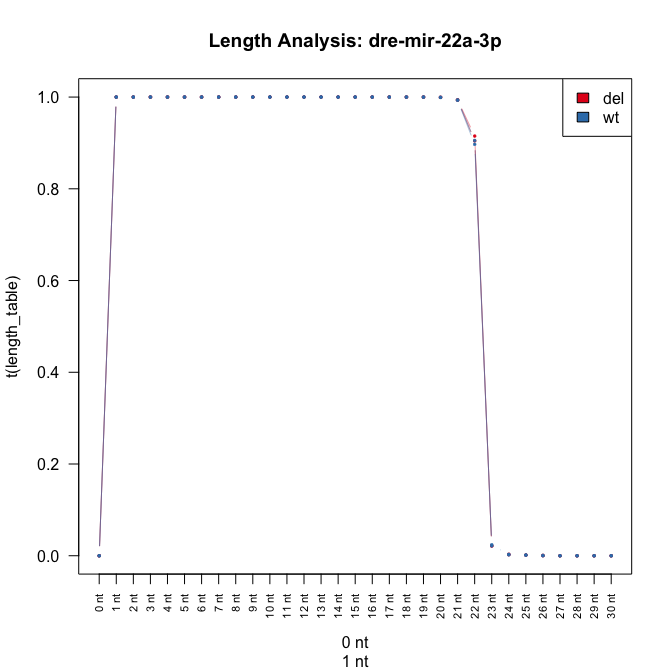 Length Analysis: dre-mir-22a-3p
del
wt
1.0
0.8
0.6
0.4
0.2
0.0
t(length_table)
0 nt
1 nt
2 nt
3 nt
4 nt
5 nt
6 nt
7 nt
8 nt
9 nt
10 nt
11 nt
12 nt
13 nt
14 nt
15 nt
16 nt
17 nt
18 nt
19 nt
20 nt
21 nt
22 nt
23 nt
24 nt
25 nt
26 nt
27 nt
28 nt
29 nt
30 nt
0 nt
1 nt